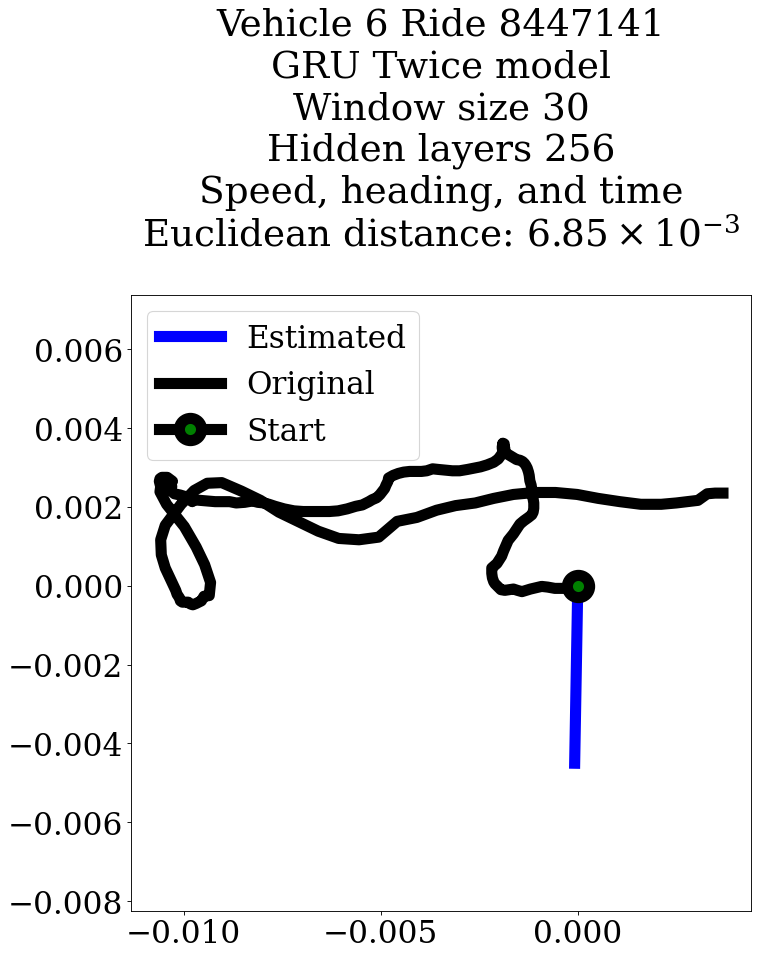 Vehicle 6 Ride 8447141
GRU Twice model
Window size 30
Hidden layers 256
Speed, heading, and time
Euclidean distance: 6.85 × 10⁻³
Estimated
Original
Start
0.006
0.004
0.002
0.000
−0.002
−0.004
−0.006
−0.008
−0.010
−0.005
0.000